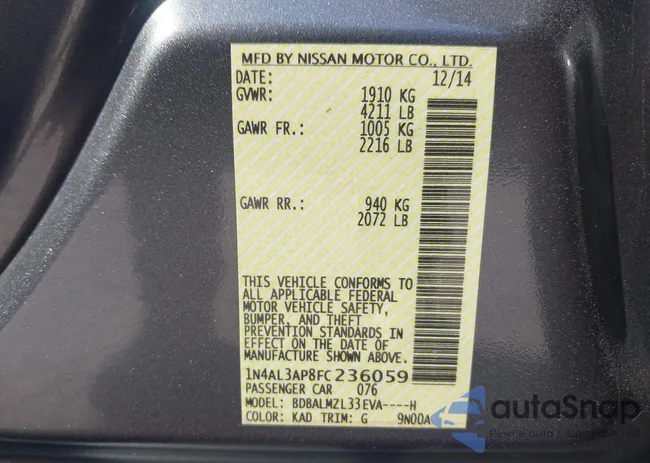 MFD BY NISSAN MOTOR CO., LTD.
DATE: 12/14
GVWR: 1910 KG
4211 LB
GAWR FR.: 1005 KG
2216 LB
GAWR RR.: 940 KG
2072 LB
THIS VEHICLE CONFORMS TO
ALL APPLICABLE FEDERAL
MOTOR VEHICLE SAFETY,
BUMPER, AND THEFT
PREVENTION STANDARDS IN
EFFECT ON THE DATE OF
MANUFACTURE SHOWN ABOVE.
1N4AL3AP8FC236059
PASSENGER CAR 076
MODEL: BDBALMZL33EVA----H
COLOR: KAD TRIM: G 9N00A
autoSnap